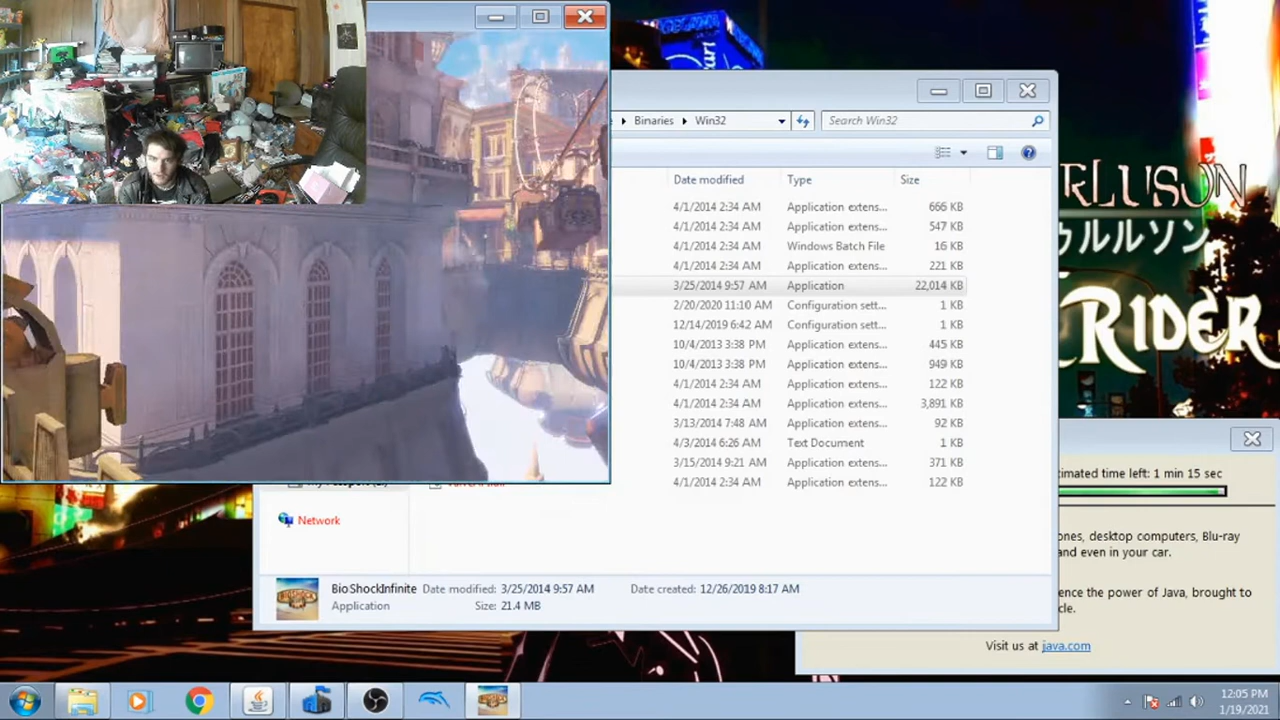 Binaries
Win32
Search Win32
Date modified Type Size
4/1/2014 2:34 AM Application extens... 666 KB
4/1/2014 2:34 AM Application extens... 547 KB
4/1/2014 2:34 AM Windows Batch File 16 KB
4/1/2014 2:34 AM Application extens... 221 KB
3/25/2014 9:57 AM Application 22,014 KB
2/20/2020 11:10 AM Configuration sett... 1 KB
12/14/2019 6:42 AM Configuration sett... 1 KB
10/4/2013 3:38 PM Application extens... 445 KB
10/4/2013 3:38 PM Application extens... 949 KB
4/1/2014 2:34 AM Application extens... 122 KB
4/1/2014 2:34 AM Application extens... 3,891 KB
3/13/2014 7:48 AM Application extens... 92 KB
4/3/2014 6:26 AM Text Document 1 KB
3/15/2014 9:21 AM Application extens... 371 KB
4/1/2014 2:34 AM Application extens... 122 KB
Network
BioShockInfinite Date modified: 3/25/2014 9:57 AM Date created: 12/26/2019 8:17 AM
Application Size: 21.4 MB
RLUSON
ゥルルソン
RIDER
timated time left: 1 min 15 sec
ones, desktop computers, Blu-ray
and even in your car.
ence the power of Java, brought to
cle.
Visit us at java.com
12:05 PM
1/19/2021